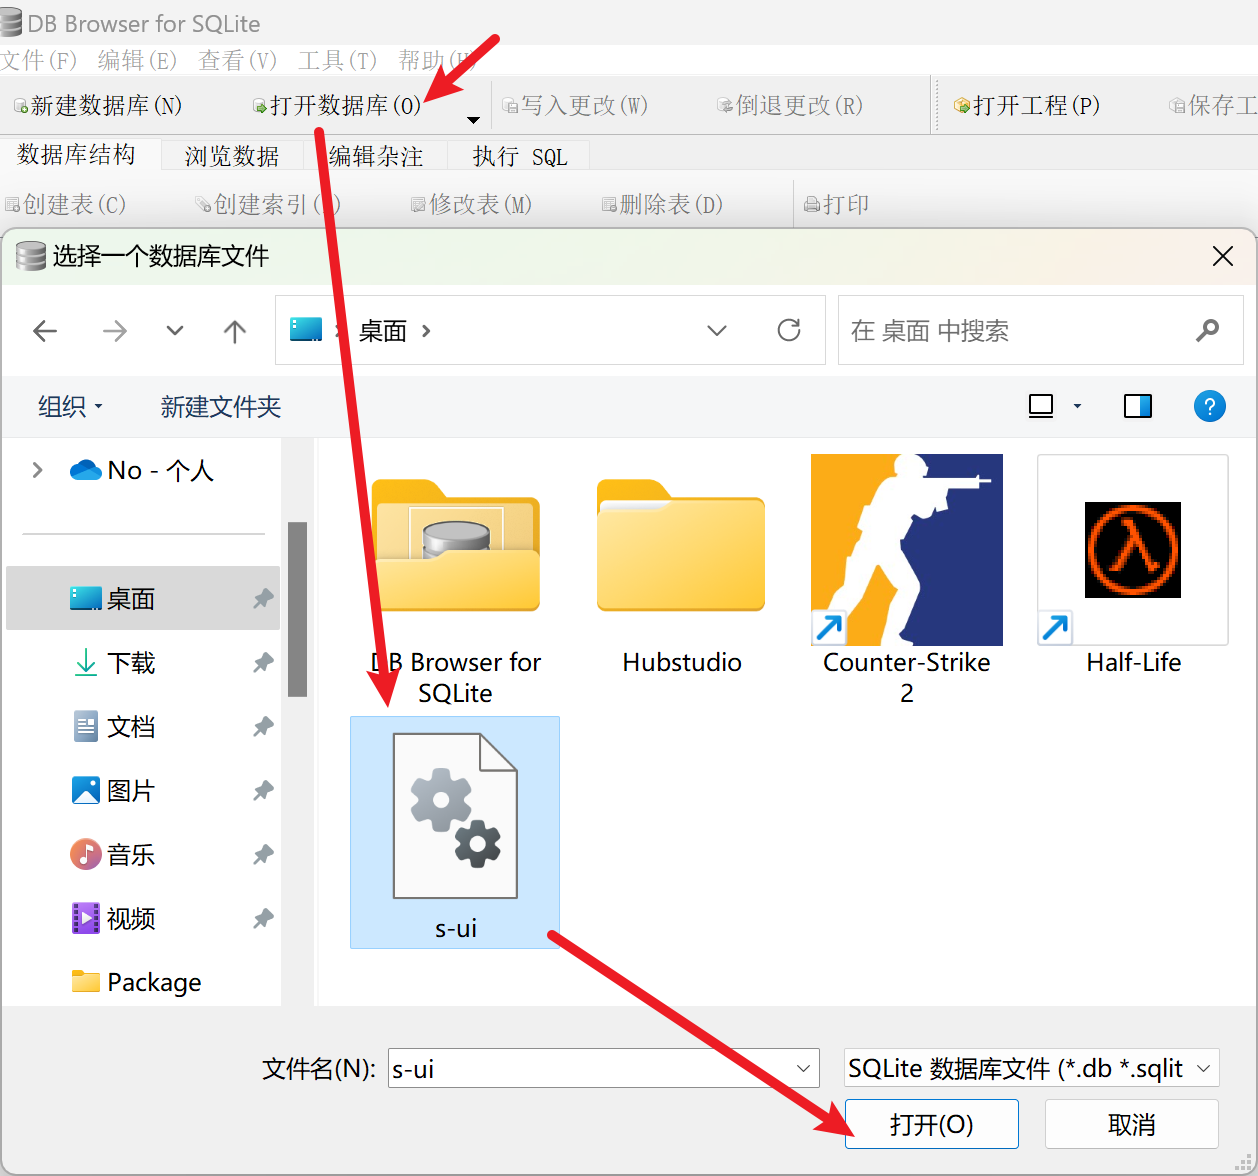 DB Browser for SQLite
文件(F) 编辑(E) 查看(V) 工具(T) 帮助(H)
新建数据库(N) 打开数据库(O) 写入更改(W) 倒退更改(R) 打开工程(P) 保存工
数据库结构 浏览数据 编辑杂注 执行 SQL
创建表(C) 创建索引( ) 修改表(M) 删除表(D) 打印
选择一个数据库文件
桌面 在 桌面 中搜索
组织 新建文件夹
No - 个人
桌面
下载
文档
图片
音乐
视频
Package
DB Browser for
SQLite
Hubstudio
Counter-Strike
2
Half-Life
s-ui
文件名(N): s-ui SQLite 数据库文件 (*.db *.sqlit
打开(O) 取消